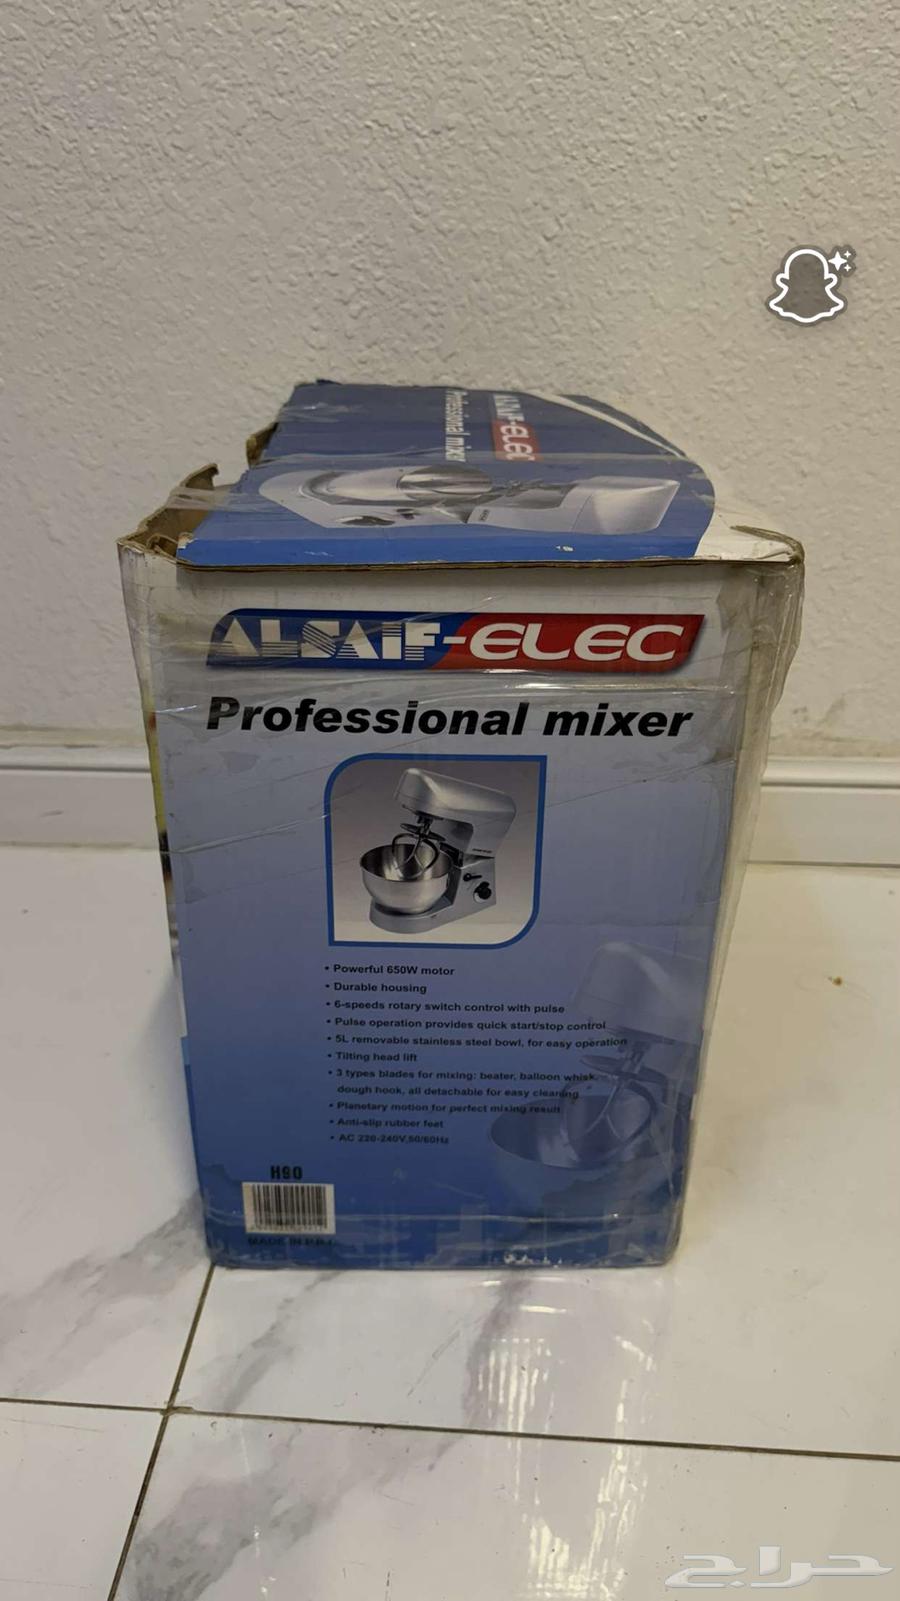 ALSAIF-ELEC
Professional mixer
ALSAIF-ELEC
Professional mixer
• Powerful 650W motor
• Durable housing
• 6-speeds rotary switch control with pulse
• Pulse operation provides quick start/stop control
• 5L removable stainless steel bowl, for easy operation
• Tilting head lift
• 3 types blades for mixing: beater, balloon whisk,
dough hook, all detachable for easy cleaning
• Planetary motion for perfect mixing result
• Anti-slip rubber feet
• AC 220-240V,50/60Hz
MADE IN P.R.C
حراج